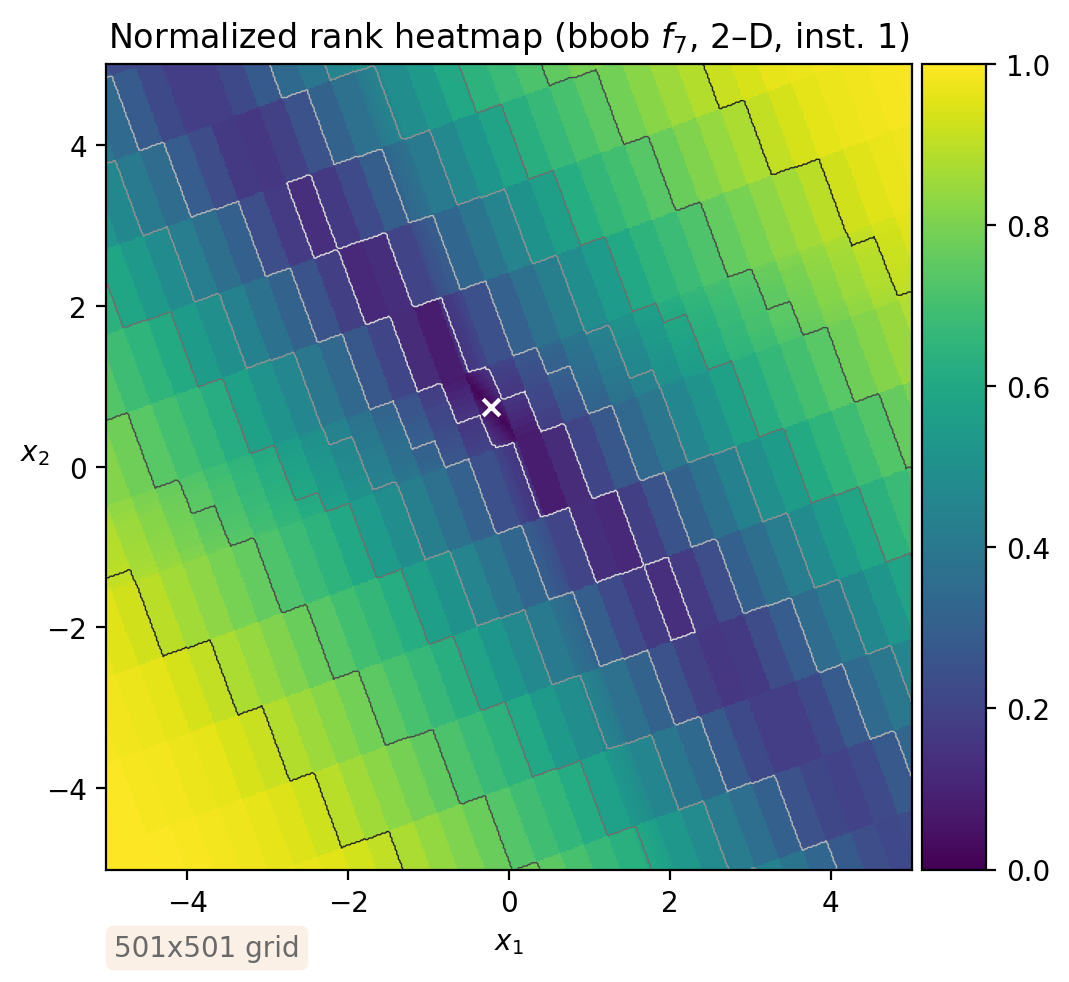 Normalized rank heatmap (bbob f₇, 2–D, inst. 1)
1.0
0.8
0.6
0.4
0.2
0.0
4
2
0
−2
−4
x₂
−4 −2 0 2 4
x₁
501x501 grid